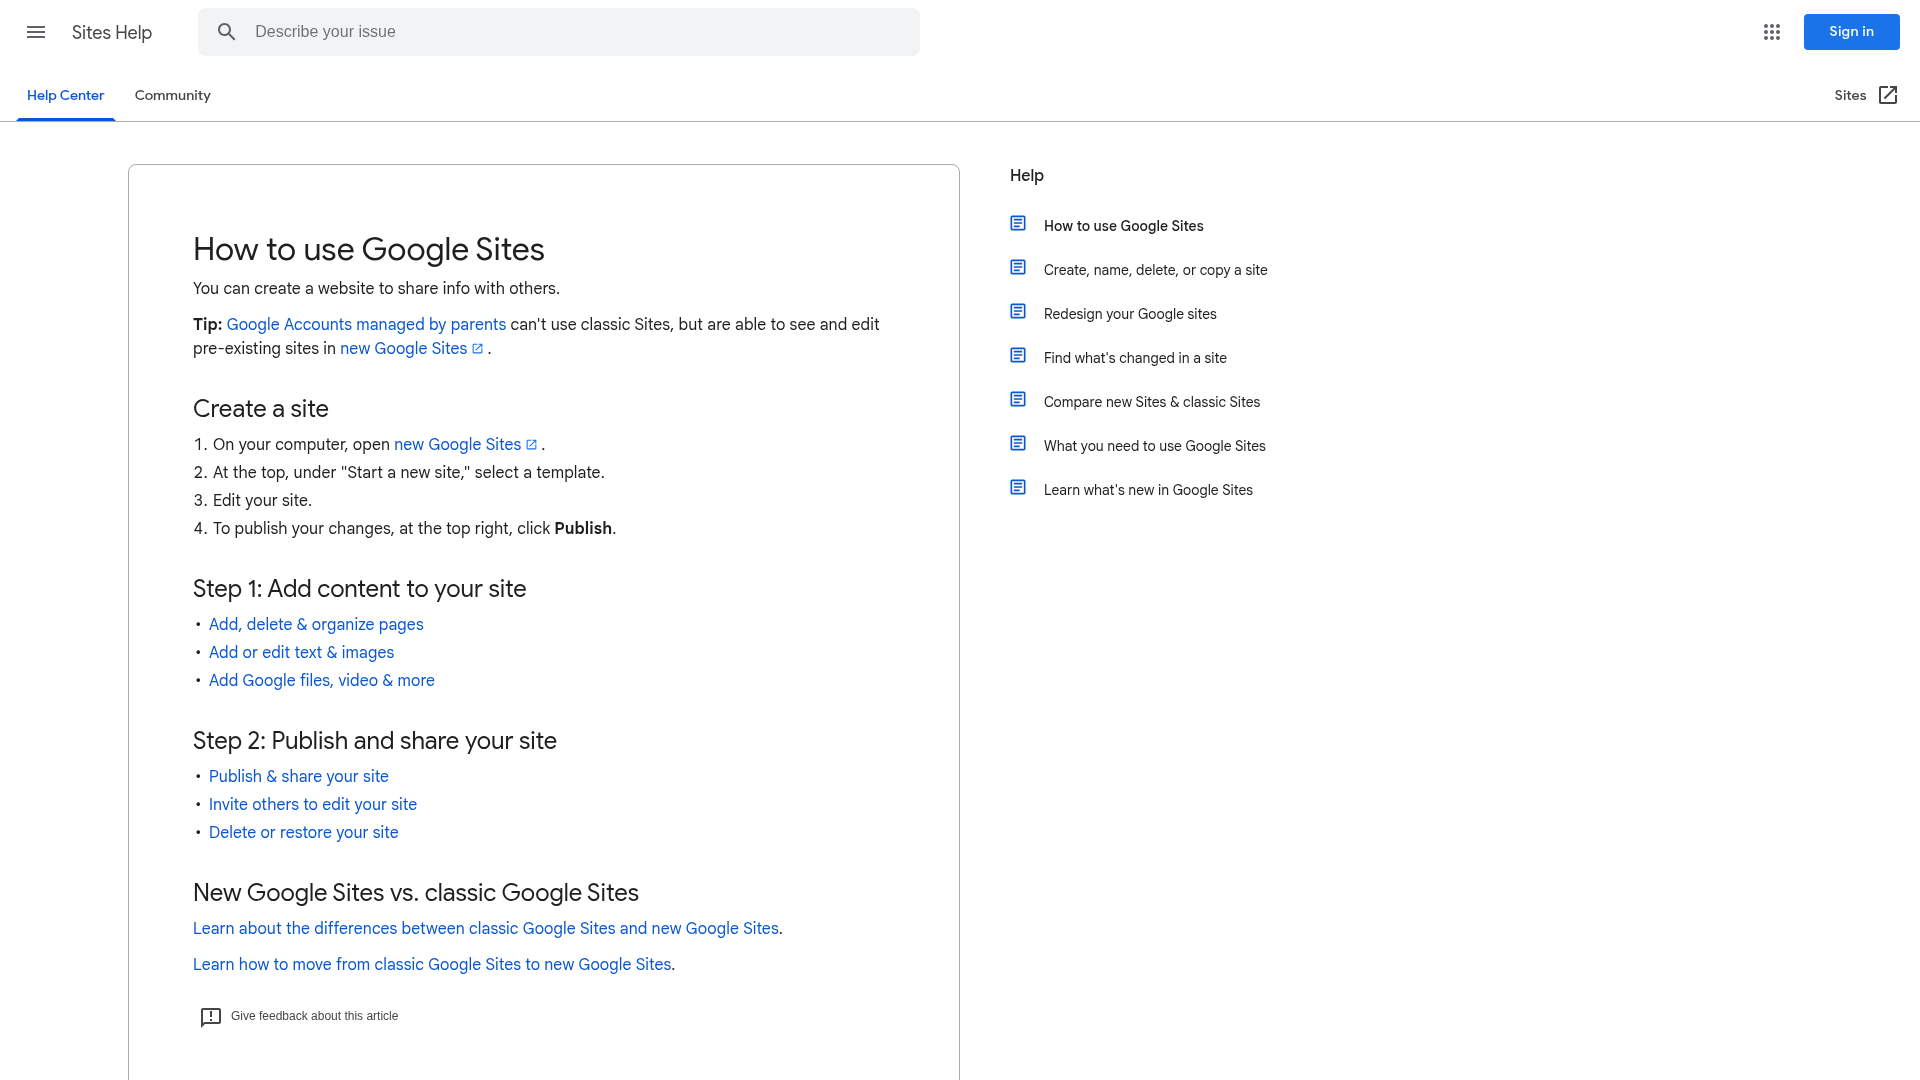 Sites Help
Describe your issue
Sign in
Help Center
Community
Sites
How to use Google Sites
You can create a website to share info with others.
Tip: Google Accounts managed by parents can't use classic Sites, but are able to see and edit
pre-existing sites in new Google Sites .
Create a site
1. On your computer, open new Google Sites .
2. At the top, under "Start a new site," select a template.
3. Edit your site.
4. To publish your changes, at the top right, click Publish.
Step 1: Add content to your site
• Add, delete & organize pages
• Add or edit text & images
• Add Google files, video & more
Step 2: Publish and share your site
• Publish & share your site
• Invite others to edit your site
• Delete or restore your site
New Google Sites vs. classic Google Sites
Learn about the differences between classic Google Sites and new Google Sites.
Learn how to move from classic Google Sites to new Google Sites.
Give feedback about this article
Help
How to use Google Sites
Create, name, delete, or copy a site
Redesign your Google sites
Find what's changed in a site
Compare new Sites & classic Sites
What you need to use Google Sites
Learn what's new in Google Sites